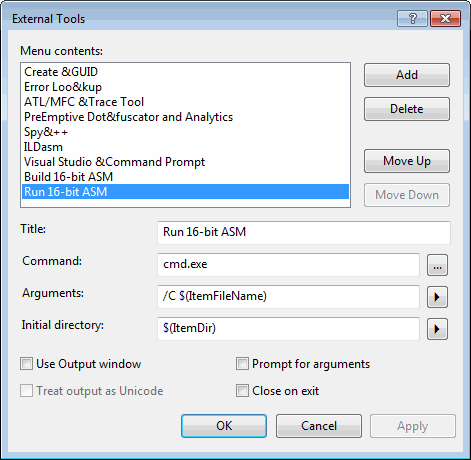 External Tools
Menu contents:
Create &GUID
Error Loo&kup
ATL/MFC &Trace Tool
PreEmptive Dot&fuscator and Analytics
Spy&++
ILDasm
Visual Studio &Command Prompt
Build 16-bit ASM
Run 16-bit ASM
Add
Delete
Move Up
Move Down
Title:
Run 16-bit ASM
Command:
cmd.exe
...
Arguments:
/C $(ItemFileName)
Initial directory:
$(ItemDir)
Use Output window
Prompt for arguments
Treat output as Unicode
Close on exit
OK
Cancel
Apply